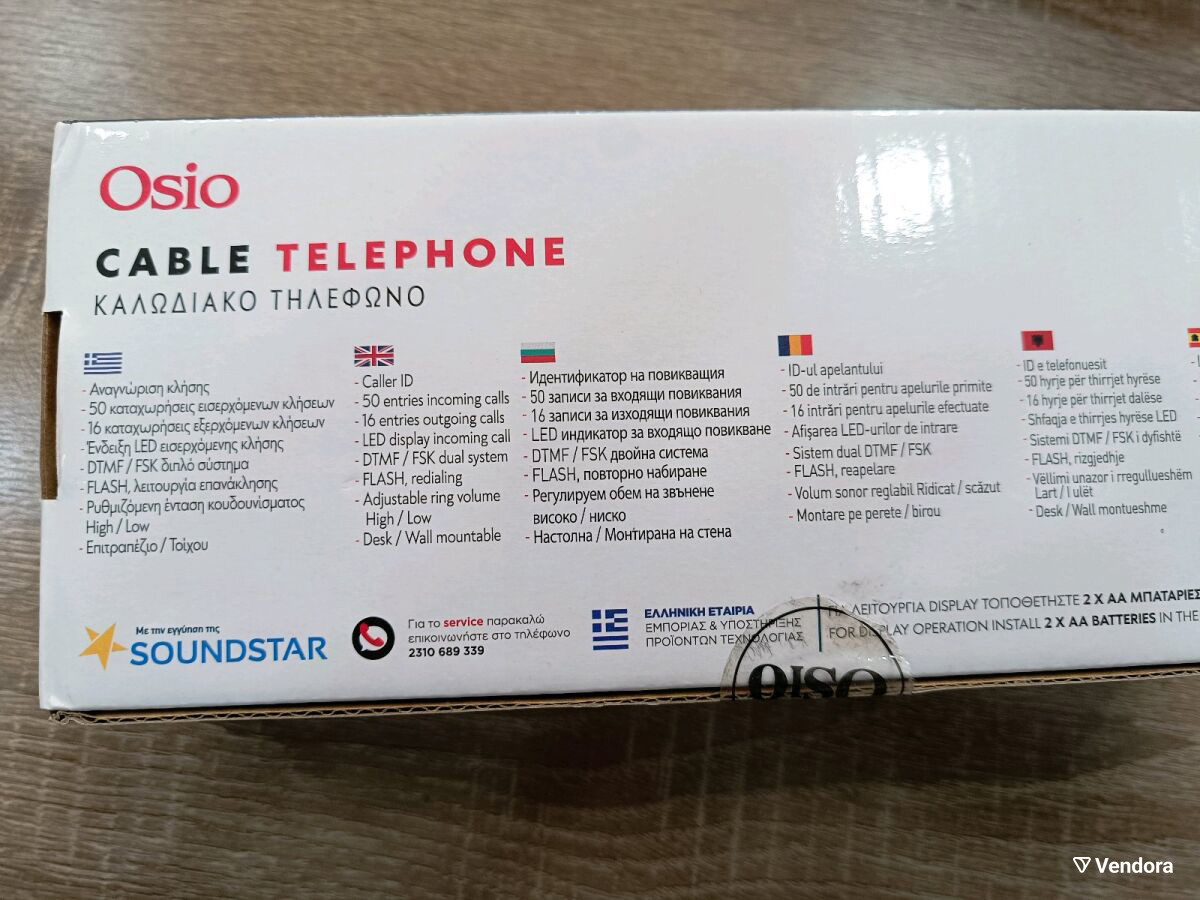 Osio
CABLE TELEPHONE
ΚΑΛΩΔΙΑΚΟ ΤΗΛΕΦΩΝΟ
- Αναγνώριση κλήσης
- 50 καταχωρήσεις εισερχόμενων κλήσεων
- 16 καταχωρήσεις εξερχόμενων κλήσεων
- Ένδειξη LED εισερχόμενης κλήσης
- DTMF / FSK διπλό σύστημα
- FLASH, λειτουργία επανάκλησης
- Ρυθμιζόμενη ένταση κουδουνίσματος
High / Low
- Επιτραπέζιο / Τοίχου
- Caller ID
- 50 entries incoming calls
- 16 entries outgoing calls
- LED display incoming call
- DTMF / FSK dual system
- FLASH, redialing
- Adjustable ring volume
High / Low
- Desk / Wall mountable
- Идентификатор на повикващия
- 50 записи за входящи повиквания
- 16 записи за изходящи повиквания
- LED индикатор за входящо повикване
- DTMF / FSK двойна система
- FLASH, повторно набиране
- Регулируем обем на звънене
високо / ниско
- Настолна / Монтирана на стена
- ID-ul apelantului
- 50 de intrări pentru apelurile primite
- 16 intrări pentru apelurile efectuate
- Afișarea LED-urilor de intrare
- Sistem dual DTMF / FSK
- FLASH, reapelare
- Volum sonor reglabil Ridicat / scăzut
- Montare pe perete / birou
- ID e telefonuesit
- 50 hyrje për thirrjet hyrëse
- 16 hyrje për thirrjet dalëse
- Shfaqja e thirrjes hyrëse LED
- Sistemi DTMF / FSK i dyfishtë
- FLASH, rizgjedhje
- Vëllimi unazor i rregullueshëm
Lart / I ulët
- Desk / Wall montueshme
Με την εγγύηση της
SOUNDSTAR
Για το service παρακαλώ
επικοινωνήστε στο τηλέφωνο
2310 689 339
ΕΛΛΗΝΙΚΗ ΕΤΑΙΡΙΑ
ΕΜΠΟΡΙΑΣ & ΥΠΟΣΤΗΡΙΞΗΣ
ΠΡΟΪΟΝΤΩΝ ΤΕΧΝΟΛΟΓΙΑΣ
ΓΙΑ ΛΕΙΤΟΥΡΓΙΑ DISPLAY ΤΟΠΟΘΕΤΗΣΤΕ 2 X AA ΜΠΑΤΑΡΙΕΣ
FOR DISPLAY OPERATION INSTALL 2 X AA BATTERIES IN THE
OSIO
Vendora